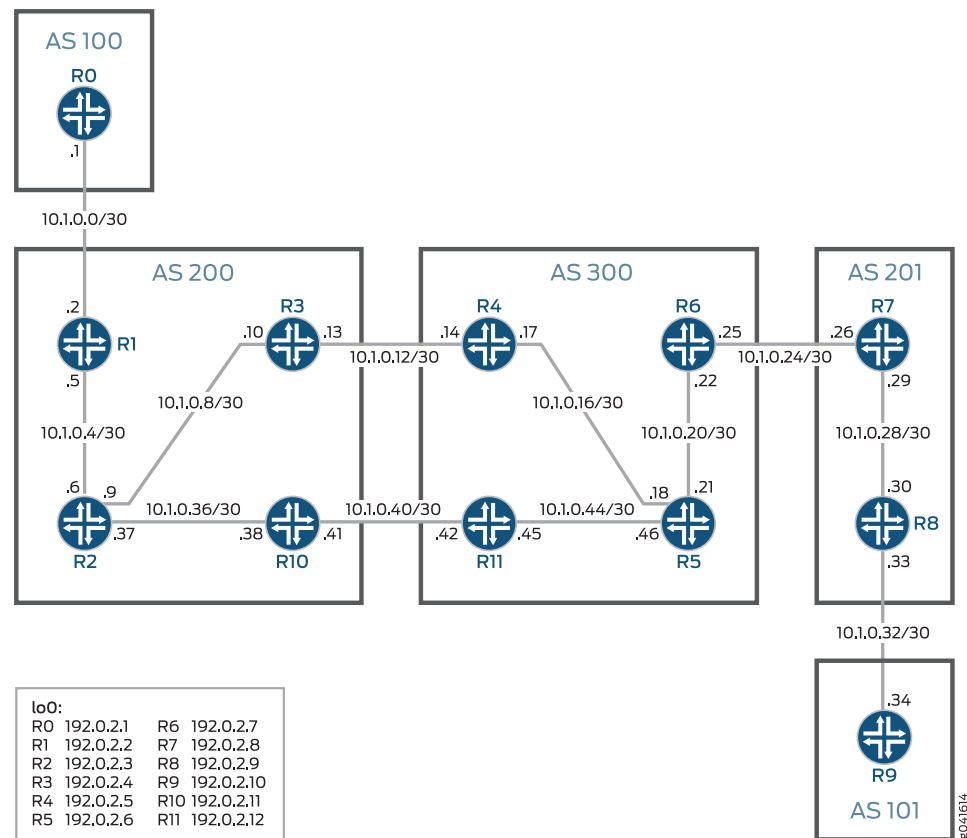 AS 100
R0
.1
10.1.0.0/30
AS 200
AS 300
AS 201
.2
R1
.5
R3
.10
.13
10.1.0.12/30
R4
.14
.17
R6
.25
.22
10.1.0.24/30
R7
.26
.29
10.1.0.8/30
10.1.0.16/30
10.1.0.4/30
10.1.0.20/30
10.1.0.28/30
.6
.9
.37
R2
10.1.0.36/30
.38
.41
R10
10.1.0.40/30
.42
.45
R11
10.1.0.44/30
.18
.21
.46
R5
.30
R8
.33
10.1.0.32/30
.34
R9
AS 101
lo0:
R0 192.0.2.1 R6 192.0.2.7
R1 192.0.2.2 R7 192.0.2.8
R2 192.0.2.3 R8 192.0.2.9
R3 192.0.2.4 R9 192.0.2.10
R4 192.0.2.5 R10 192.0.2.11
R5 192.0.2.6 R11 192.0.2.12
g041614